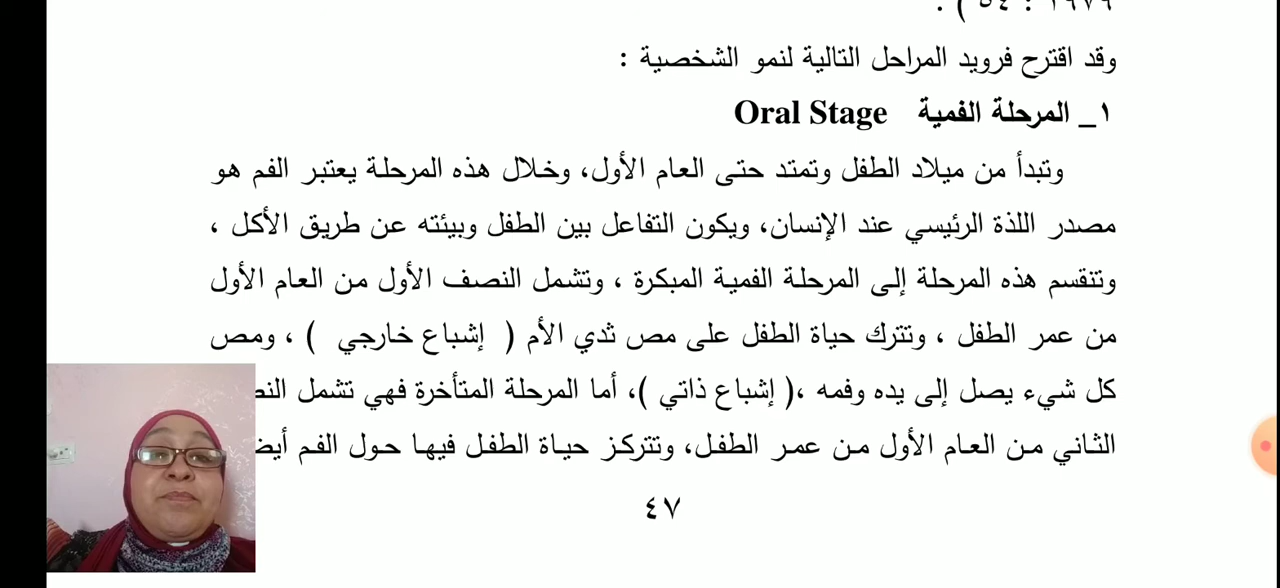 ١٩٧٩ : ٥٤ ) .
وقد اقترح فرويد المراحل التالية لنمو الشخصية :
١_ المرحلة الفمية Oral Stage
وتبدأ من ميلاد الطفل وتمتد حتى العام الأول، وخلال هذه المرحلة يعتبر الفم هو
مصدر اللذة الرئيسي عند الإنسان، ويكون التفاعل بين الطفل وبيئته عن طريق الأكل ،
وتنقسم هذه المرحلة إلى المرحلة الفمية المبكرة ، وتشمل النصف الأول من العام الأول
من عمر الطفل ، وتترك حياة الطفل على مص ثدي الأم ( إشباع خارجي ) ، ومص
كل شيء يصل إلى يده وفمه ،( إشباع ذاتي )، أما المرحلة المتأخرة فهي تشمل
الثاني من العام الأول من عمر الطفل، وتتركز حياة الطفل فيها حول الفم
٤٧